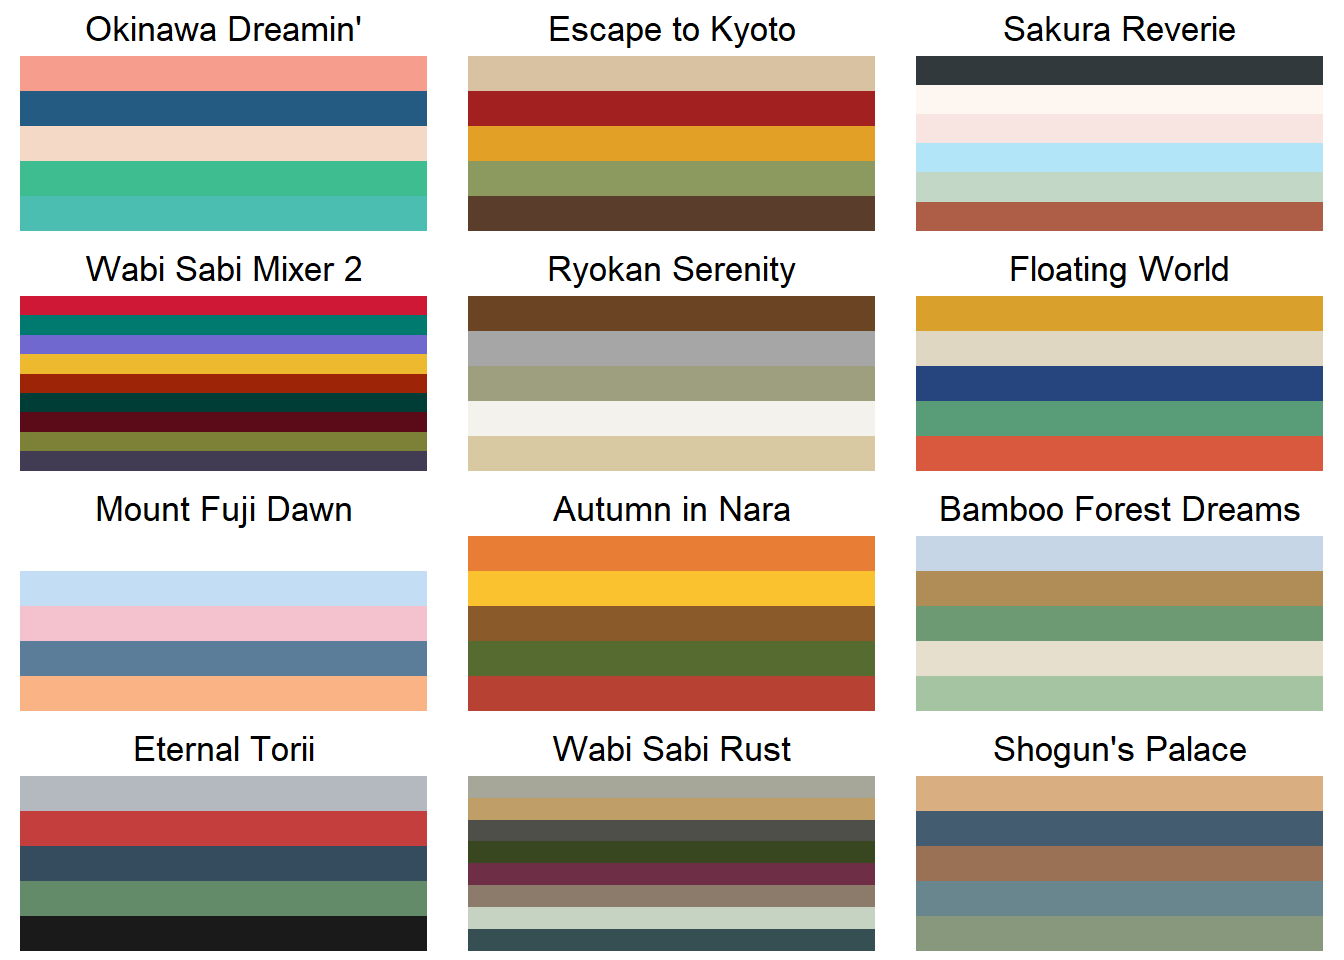 Okinawa Dreamin'
Escape to Kyoto
Sakura Reverie
Wabi Sabi Mixer 2
Ryokan Serenity
Floating World
Mount Fuji Dawn
Autumn in Nara
Bamboo Forest Dreams
Eternal Torii
Wabi Sabi Rust
Shogun's Palace